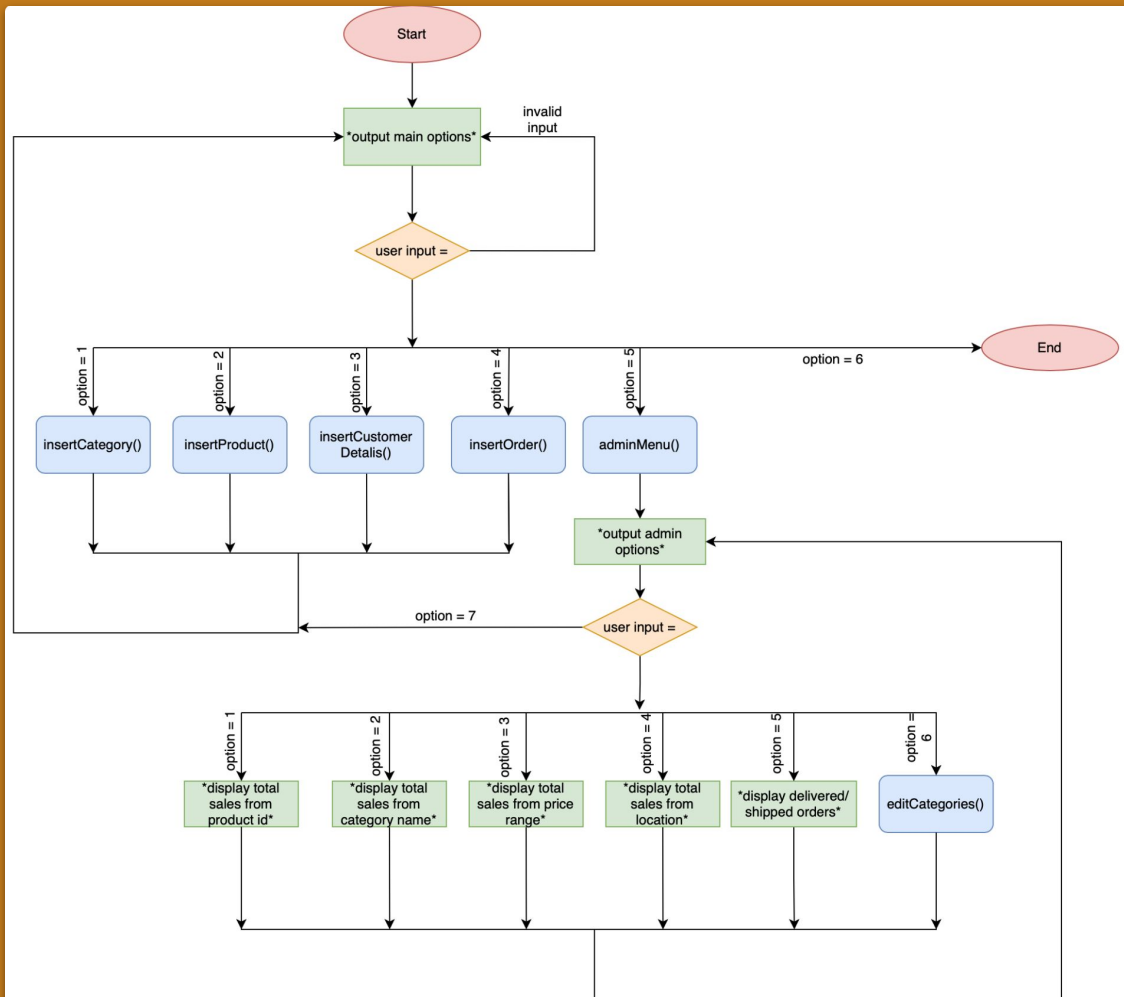 Start
*output main options*
invalid
input
user input =
option = 1
option = 2
option = 3
option = 4
option = 5
option = 6
End
insertCategory()
insertProduct()
insertCustomer
Detalis()
insertOrder()
adminMenu()
*output admin
options*
option = 7
user input =
option = 1
option = 2
option = 3
option = 4
option = 5
option =
6
*display total
sales from
product id*
*display total
sales from
category name*
*display total
sales from price
range*
*display total
sales from
location*
*display delivered/
shipped orders*
editCategories()